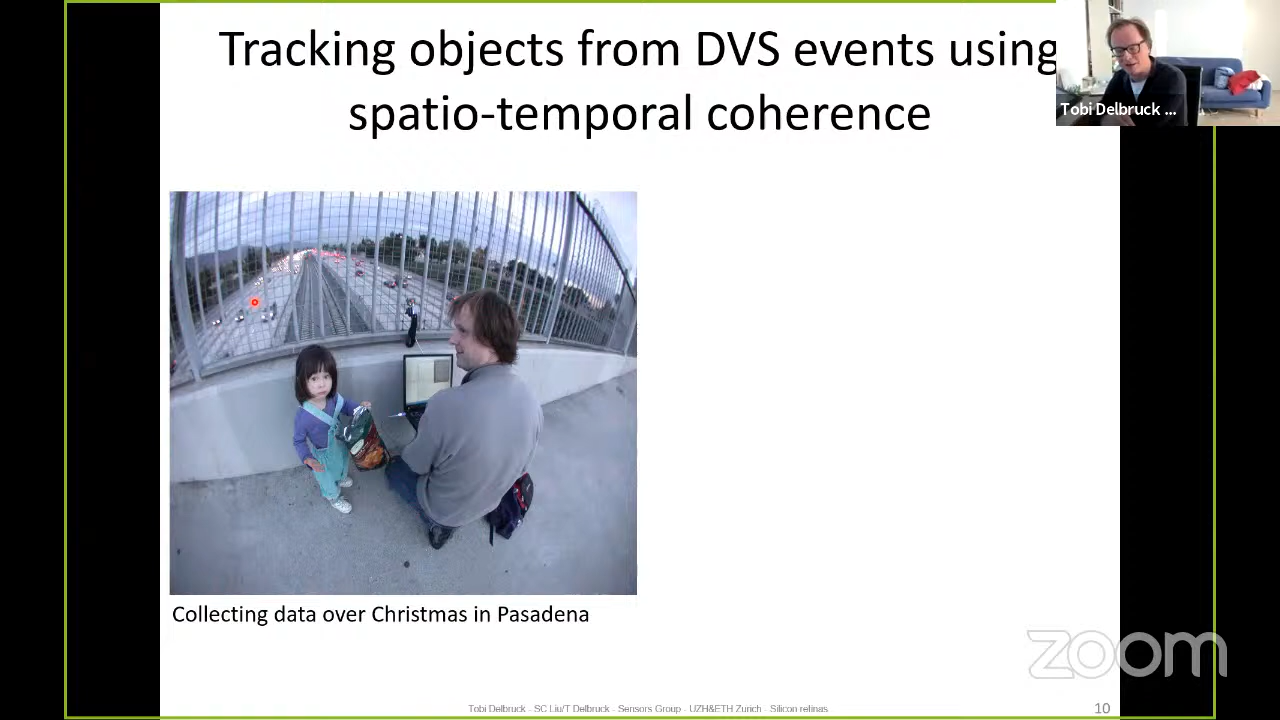 Tracking objects from DVS events using
spatio-temporal coherence
Tobi Delbruck ...
Collecting data over Christmas in Pasadena
zoom
Tobi Delbruck - SC Liu/T Delbruck - Sensors Group - UZH&ETH Zurich - Silicon retinas
10